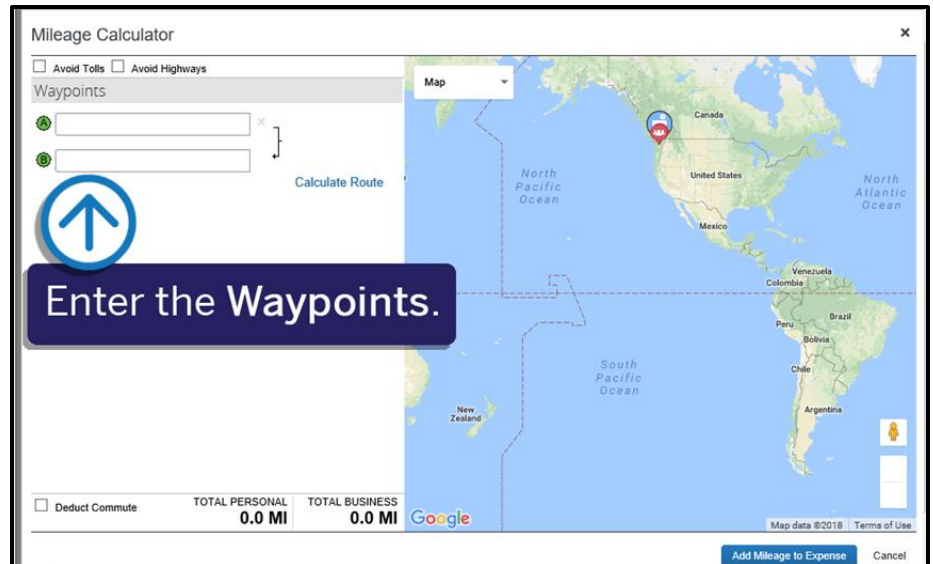 Mileage Calculator ×
Avoid Tolls Avoid Highways
Waypoints
A ×
B
Calculate Route
Enter the Waypoints.
Deduct Commute
TOTAL PERSONAL
0.0 MI
TOTAL BUSINESS
0.0 MI
Map
Canada
United States
North
Pacific
Ocean
North
Atlantic
Ocean
Mexico
Venezuela
Colombia
Peru
Brazil
Bolivia
Chile
South
Pacific
Ocean
New
Zealand
Argentina
Google
Map data ©2018 Terms of Use
Add Mileage to Expense Cancel